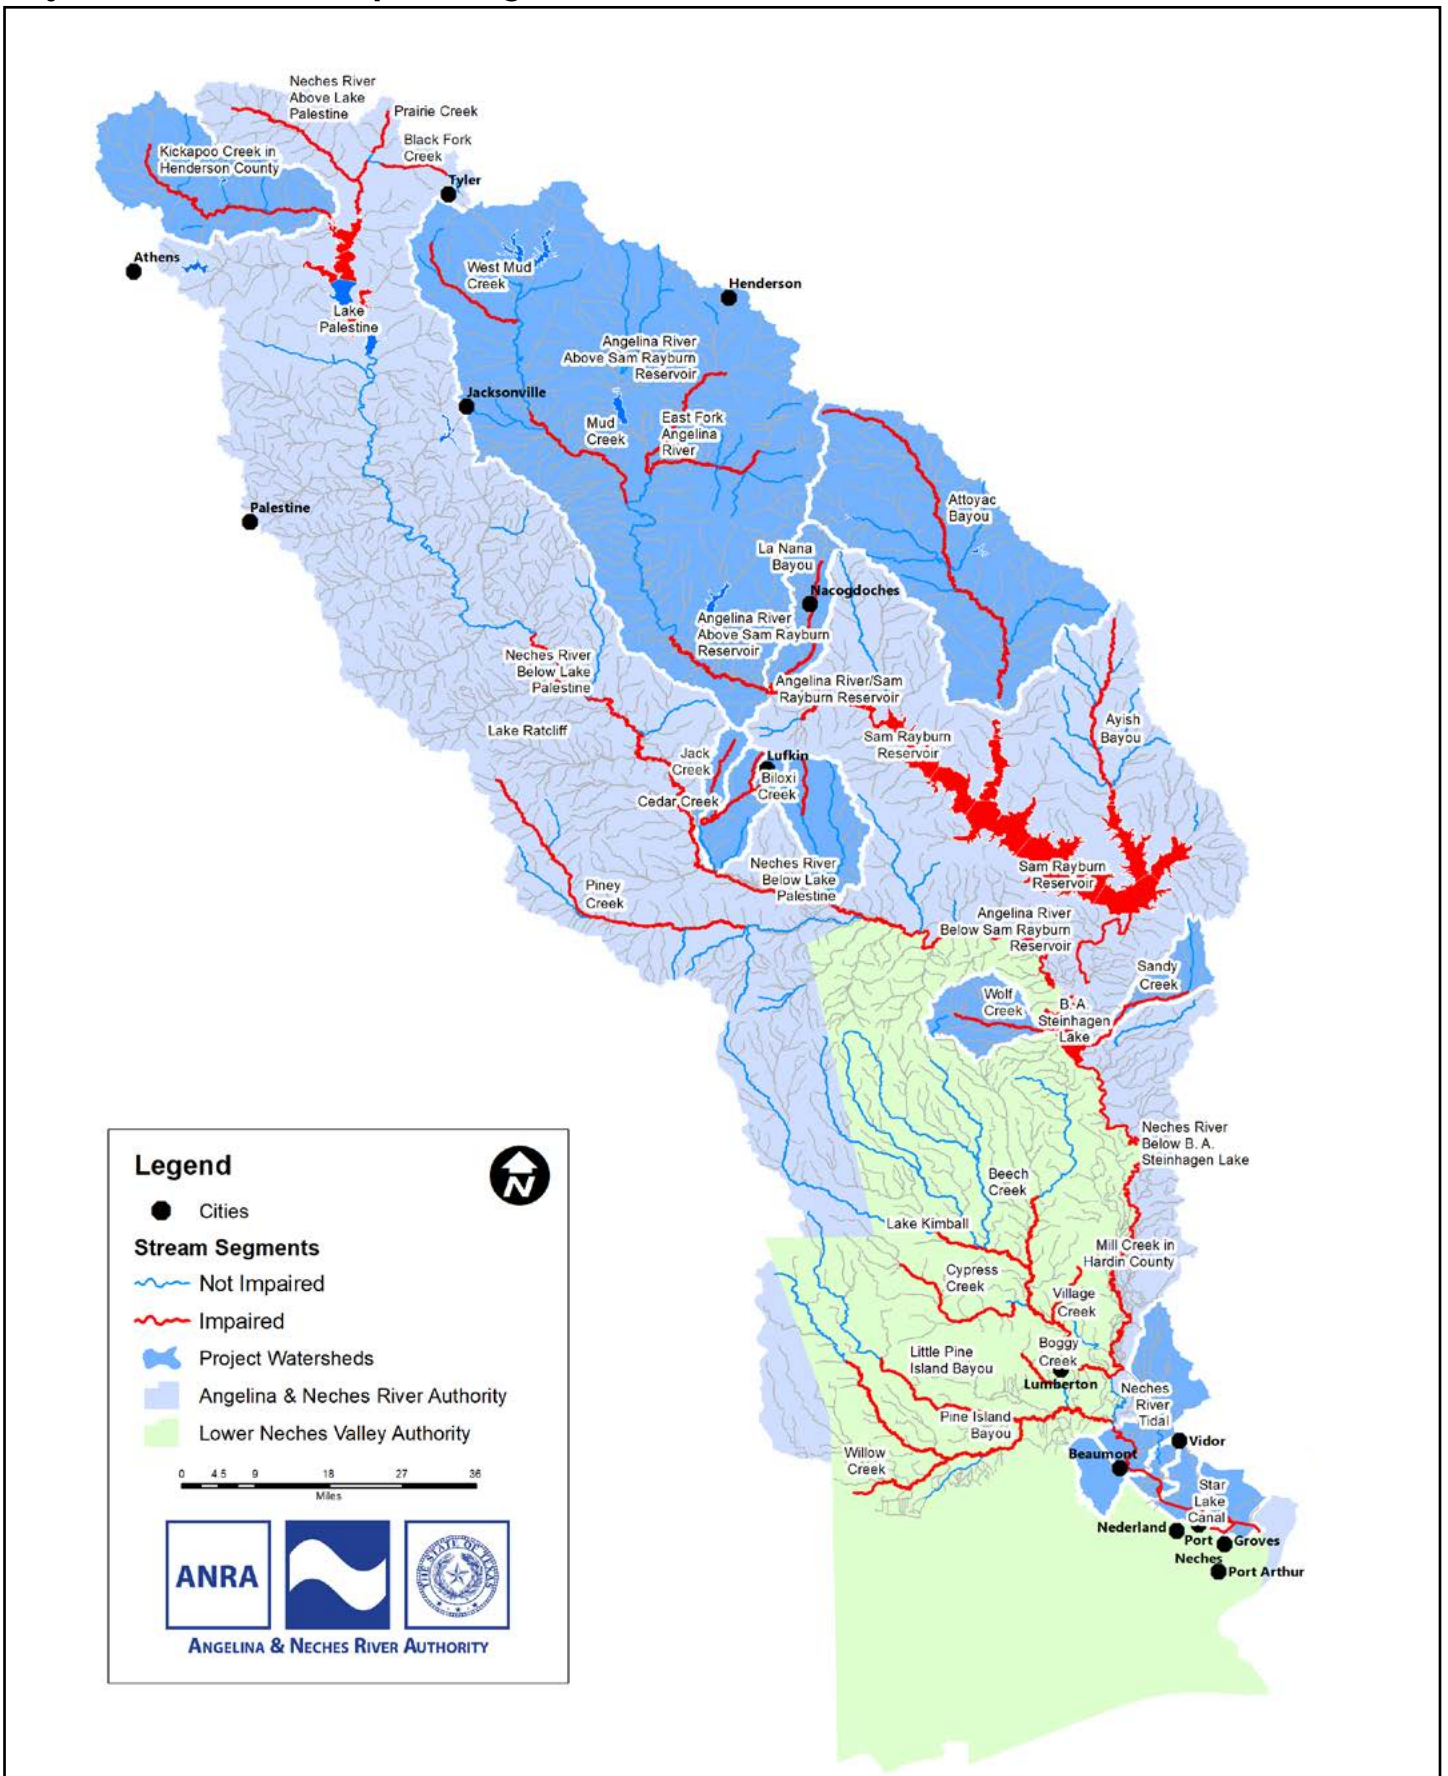 Neches River
Above Lake
Palestine
Prairie Creek
Black Fork
Creek
Kickapoo Creek in
Henderson County
Tyler
Athens
West Mud
Creek
Henderson
Lake
Palestine
Angelina River
Above Sam Rayburn
Reservoir
Jacksonville
Mud
Creek
East Fork
Angelina
River
Attoyac
Bayou
Palestine
La Nana
Bayou
Nacogdoches
Angelina River
Above Sam Rayburn
Reservoir
Neches River
Below Lake
Palestine
Angelina River/Sam
Rayburn Reservoir
Lake Ratcliff
Ayish
Bayou
Sam Rayburn
Reservoir
Jack
Creek
Lufkin
Biloxi
Creek
Cedar Creek
Neches River
Below Lake
Palestine
Sam Rayburn
Reservoir
Piney
Creek
Angelina River
Below Sam Rayburn
Reservoir
Sandy
Creek
Wolf
Creek
B. A.
Steinhagen
Lake
Neches River
Below B. A.
Steinhagen Lake
Beech
Creek
Lake Kimball
Mill Creek in
Hardin County
Cypress
Creek
Village
Creek
Boggy
Creek
Little Pine
Island Bayou
Lumberton
Neches
River
Tidal
Pine Island
Bayou
Vidor
Beaumont
Willow
Creek
Star
Lake
Canal
Nederland
Port
Neches
Groves
Port Arthur
Legend
N
Cities
Stream Segments
Not Impaired
Impaired
Project Watersheds
Angelina & Neches River Authority
Lower Neches Valley Authority
0 4.5 9 18 27 36
Miles
ANRA
THE STATE OF TEXAS
ANGELINA & NECHES RIVER AUTHORITY